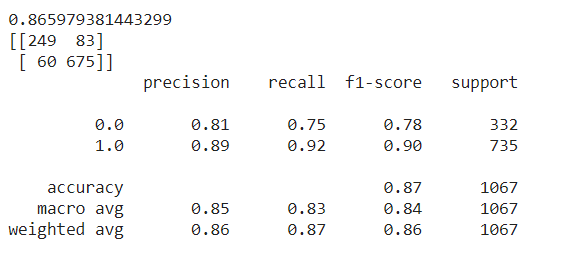 0.865979381443299
[[249  83]
 [ 60 675]]
              precision    recall  f1-score   support

         0.0       0.81      0.75      0.78       332
         1.0       0.89      0.92      0.90       735

    accuracy                           0.87      1067
   macro avg       0.85      0.83      0.84      1067
weighted avg       0.86      0.87      0.86      1067